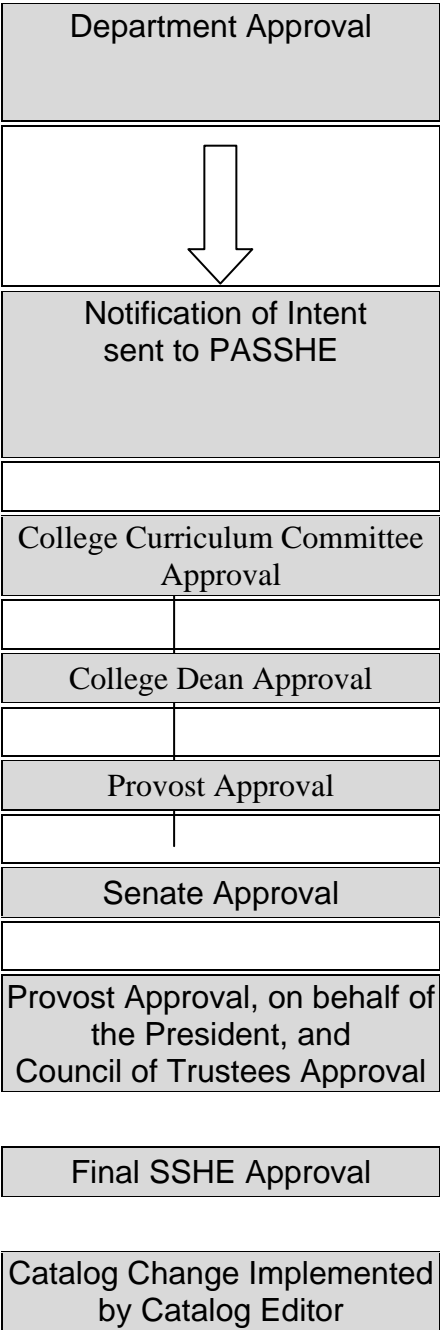 Department Approval
Notification of Intent
sent to PASSHE
College Curriculum Committee
Approval
College Dean Approval
Provost Approval
Senate Approval
Provost Approval, on behalf of
the President, and
Council of Trustees Approval
Final SSHE Approval
Catalog Change Implemented
by Catalog Editor